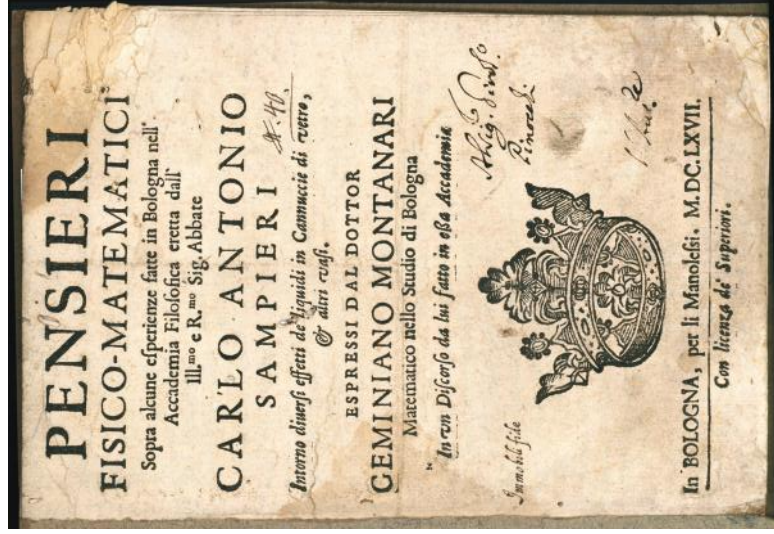 PENSIERI
FISICO-MATEMATICI
Sopra alcune eſperienze fatte in Bologna nell'
Accademia Filoſofica eretta dall'
Ill.mo e R.mo Sig. Abbate
CARLO ANTONIO
SAMPIERI
Intorno diuerſi effetti de' liquidi in Cannuccie di vetro,
& altri vaſi.
ESPRESSI DAL DOTTOR
GEMINIANO MONTANARI
Matematico nello Studio di Bologna
In vn Diſcorſo da lui fatto in eſſa Accademia
Immobili fide
In BOLOGNA, per li Manoleſsi. M.DC.LXVII.
Con licenza de' Superiori.